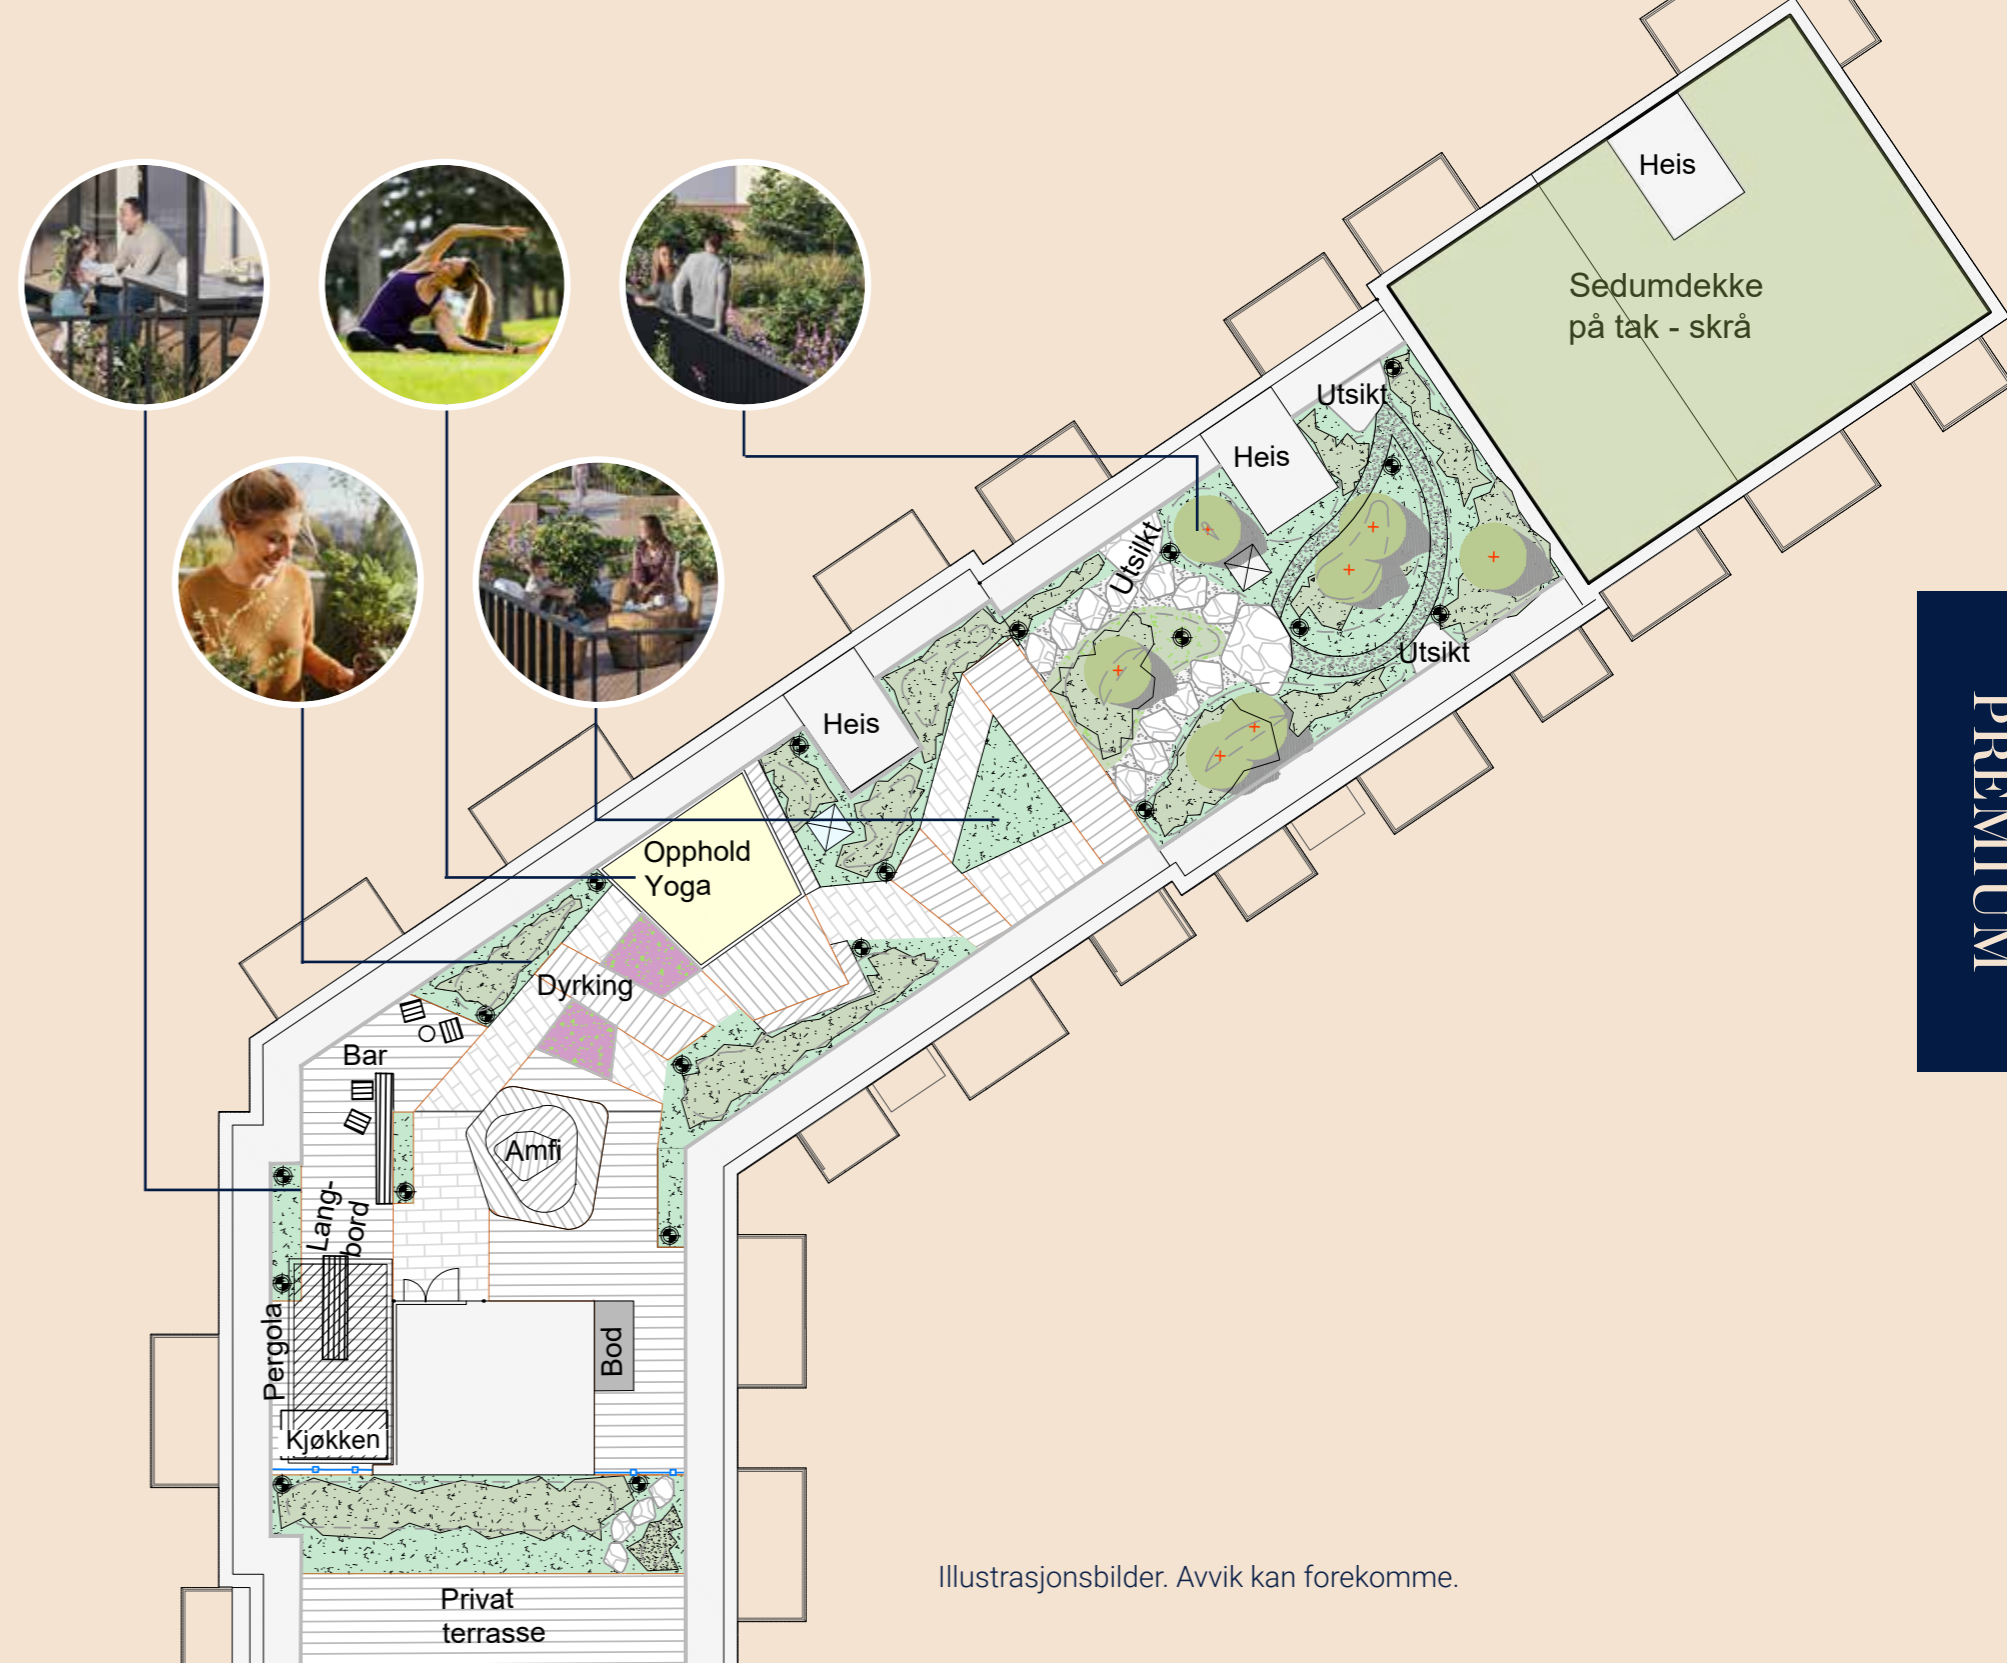 Heis
Sedumdekke
på tak - skrå
Utsikt
Heis
Utsilkt
Utsikt
Heis
Opphold
Yoga
Dyrking
Bar
Amfi
Lang-
bord
Pergola
Bod
Kjøkken
Privat
terrasse
Illustrasjonsbilder. Avvik kan forekomme.
PREMIUM